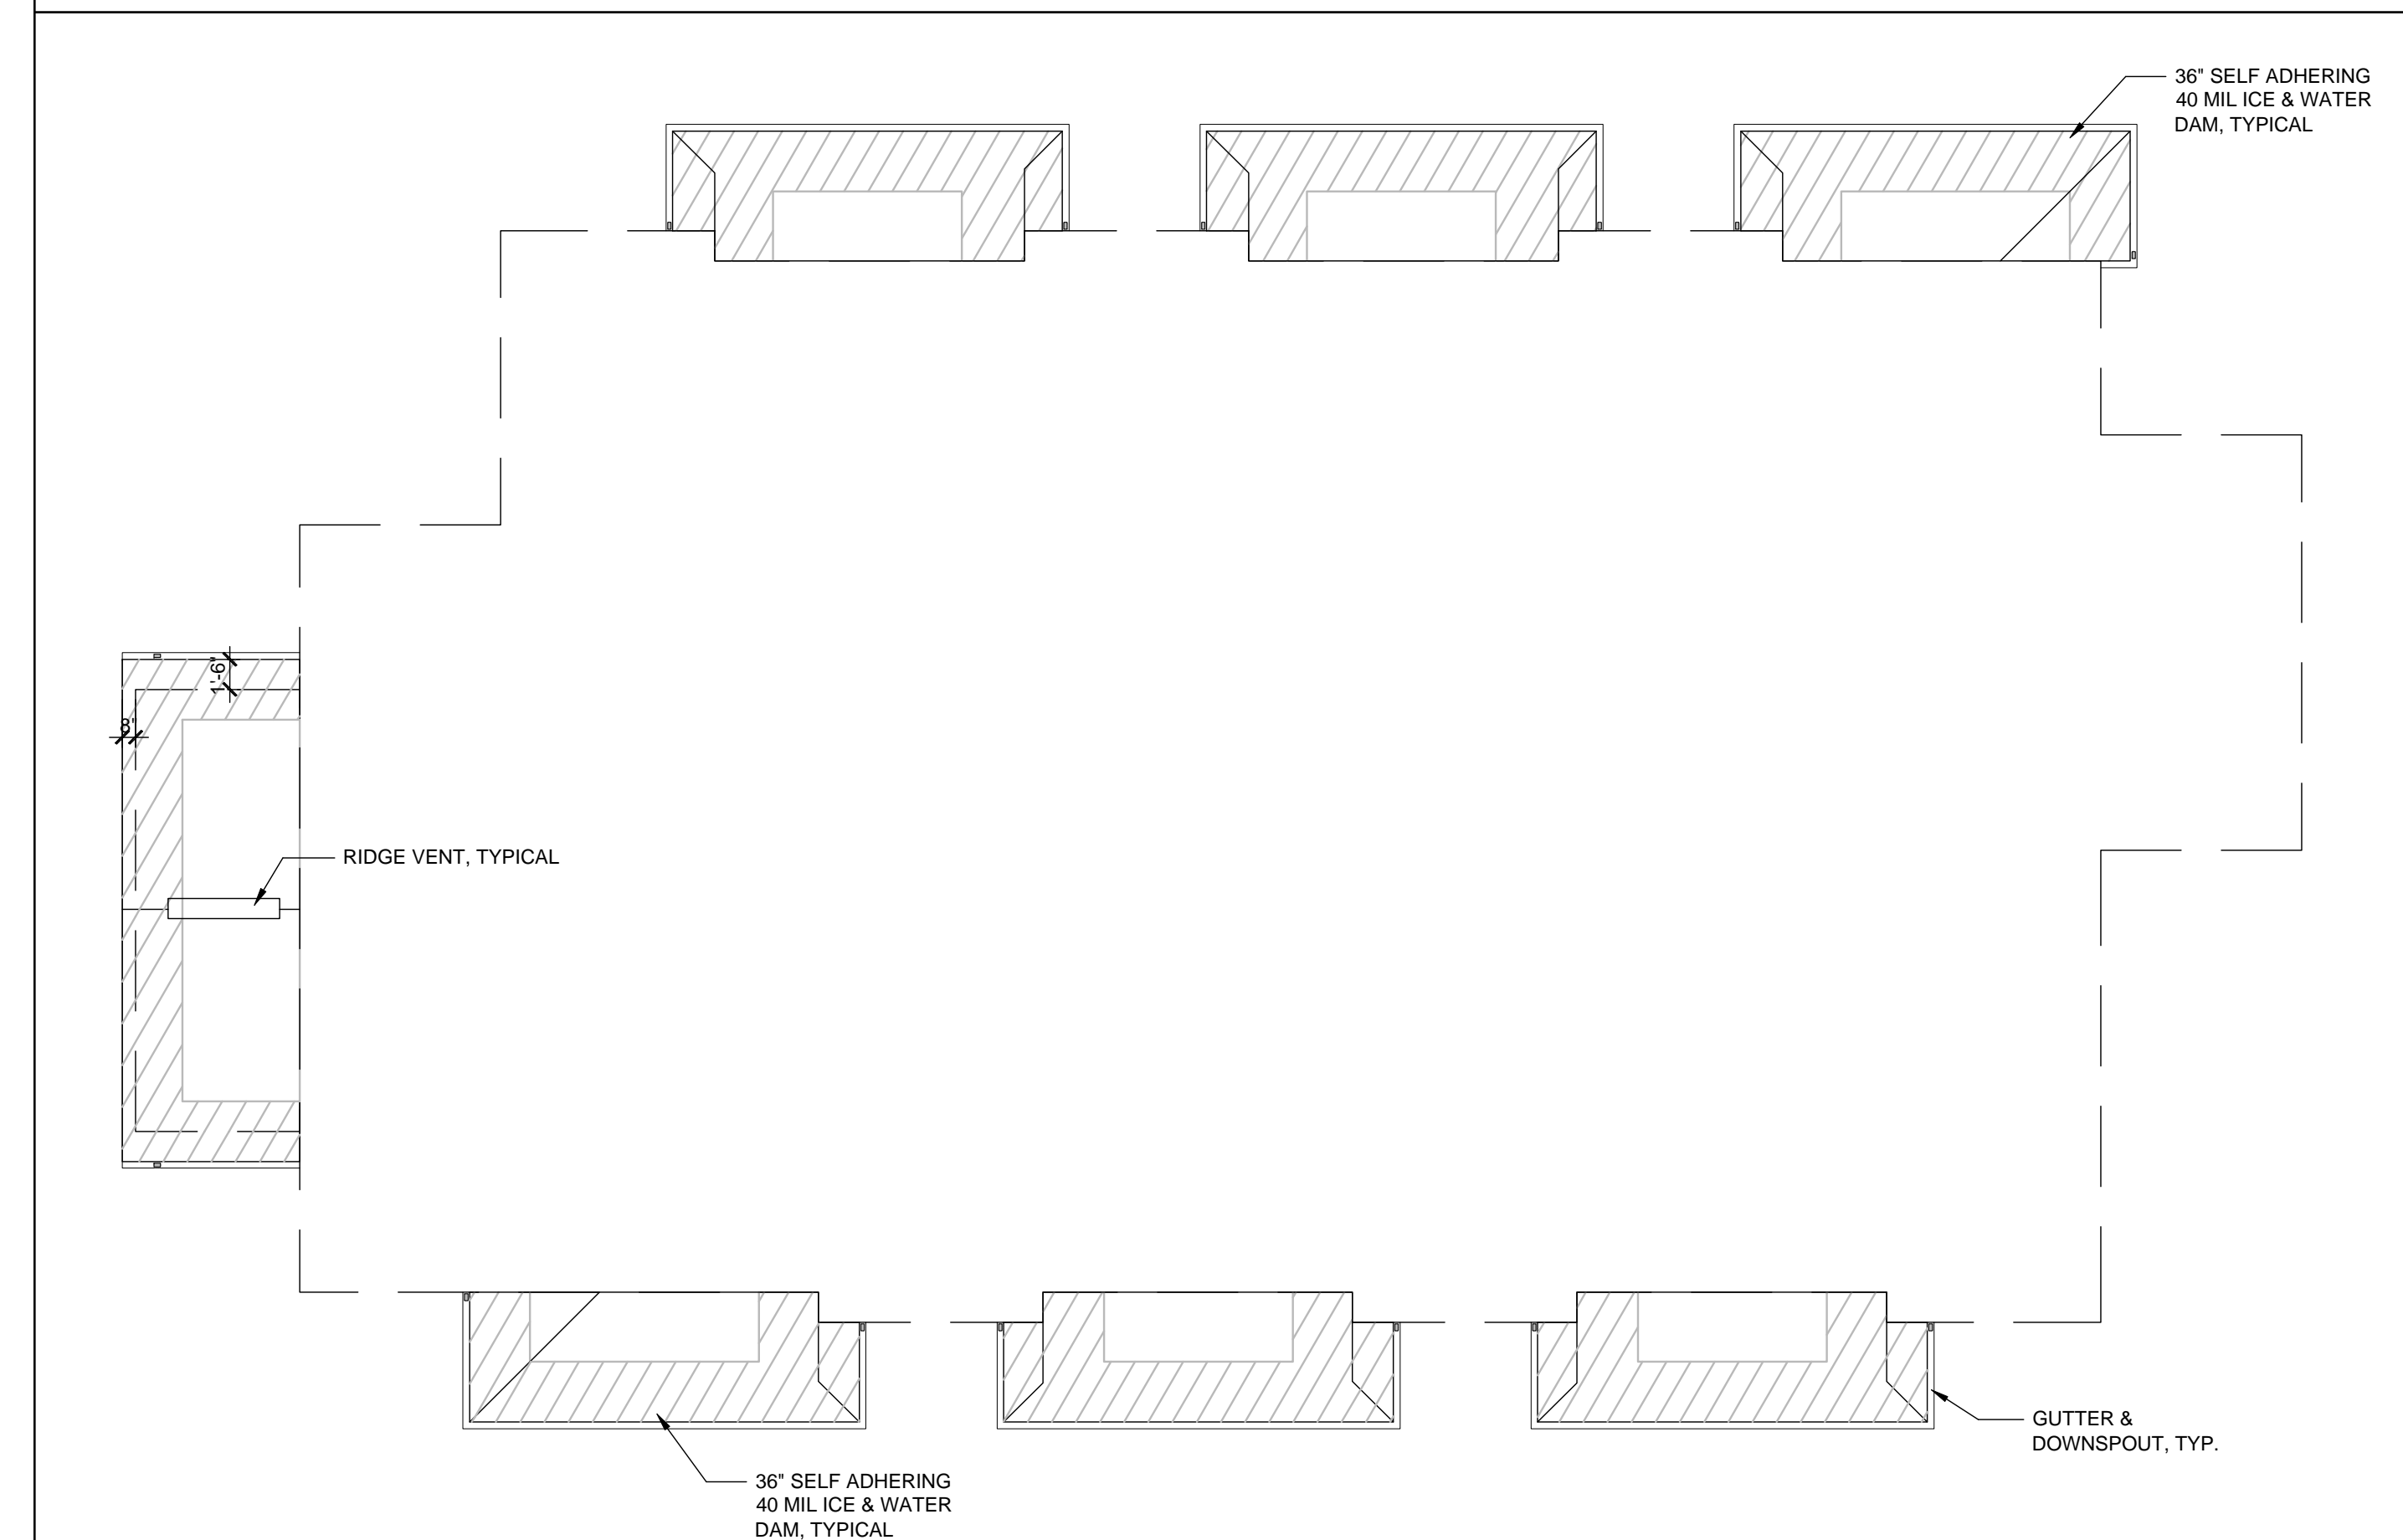 36" SELF ADHERING
40 MIL ICE & WATER
DAM, TYPICAL
1'-6"
8"
RIDGE VENT, TYPICAL
GUTTER &
DOWNSPOUT, TYP.
36" SELF ADHERING
40 MIL ICE & WATER
DAM, TYPICAL